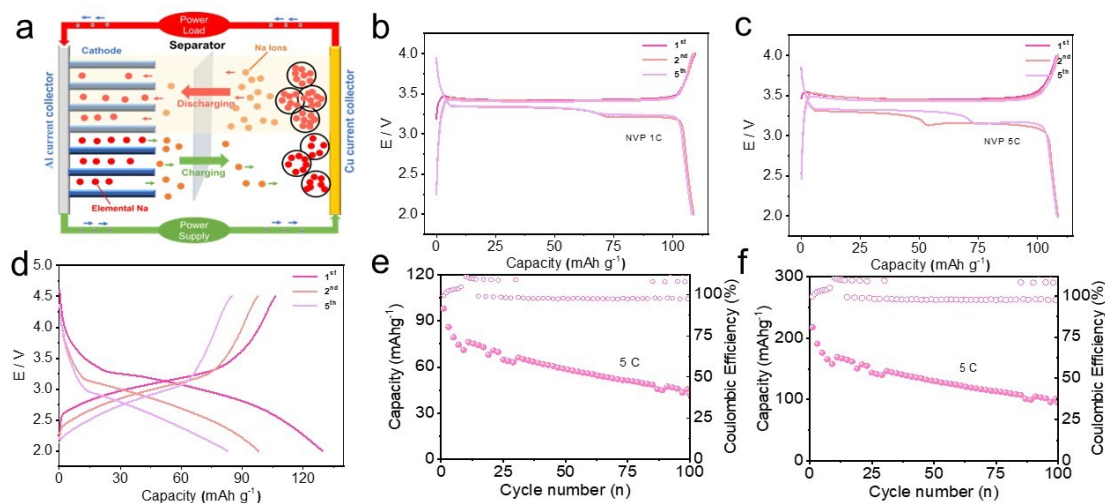 a
Power
Load
Cathode
Separator
Na Ions
Discharging
Charging
Elemental Na
Al current collector
Cu current collector
Power
Supply
b
1st
2nd
5th
NVP 1C
E / V
4.0
3.5
3.0
2.5
2.0
0 25 50 75 100
Capacity (mAh g-1)
c
1st
2nd
5th
NVP 5C
E / V
4.0
3.5
3.0
2.5
2.0
0 25 50 75 100
Capacity (mAh g-1)
d
1st
2nd
5th
E / V
5.0
4.5
4.0
3.5
3.0
2.5
2.0
1.5
0 30 60 90 120
Capacity (mAh g-1)
e
5 C
Capacity (mAhg-1)
120
90
60
30
0
Coulombic Efficiency (%)
100
75
50
25
0
0 25 50 75 100
Cycle number (n)
f
5 C
Capacity (mAhg-1)
300
200
100
0
Coulombic Efficiency (%)
100
75
50
25
0
0 25 50 75 100
Cycle number (n)